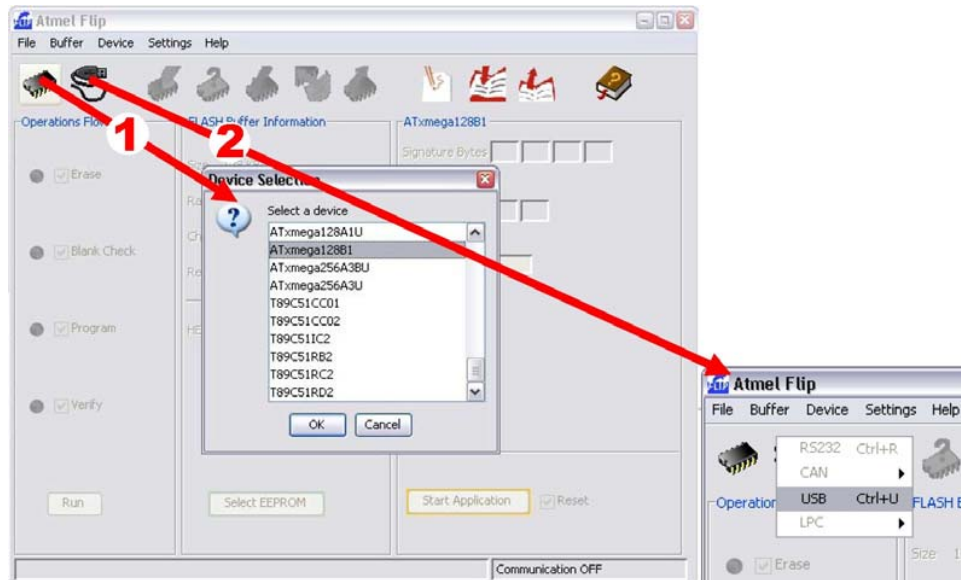 Atmel Flip
File Buffer Device Settings Help
1
2
Operations
FLASH Buffer Information
ATxmega128B1
Signature Bytes
Erase
Blank Check
Program
Verify
Device Selection
Select a device
ATxmega128A1U
ATxmega128B1
ATxmega256A3BU
ATxmega256A3U
T89C51CC01
T89C51CC02
T89C51IC2
T89C51RB2
T89C51RC2
T89C51RD2
OK Cancel
Run
Select EEPROM
Start Application
Reset
Communication OFF
Atmel Flip
File Buffer Device Settings Help
RS232 Ctrl+R
CAN
USB Ctrl+U
LPC
Operation
FLASH B
Erase
Size 1